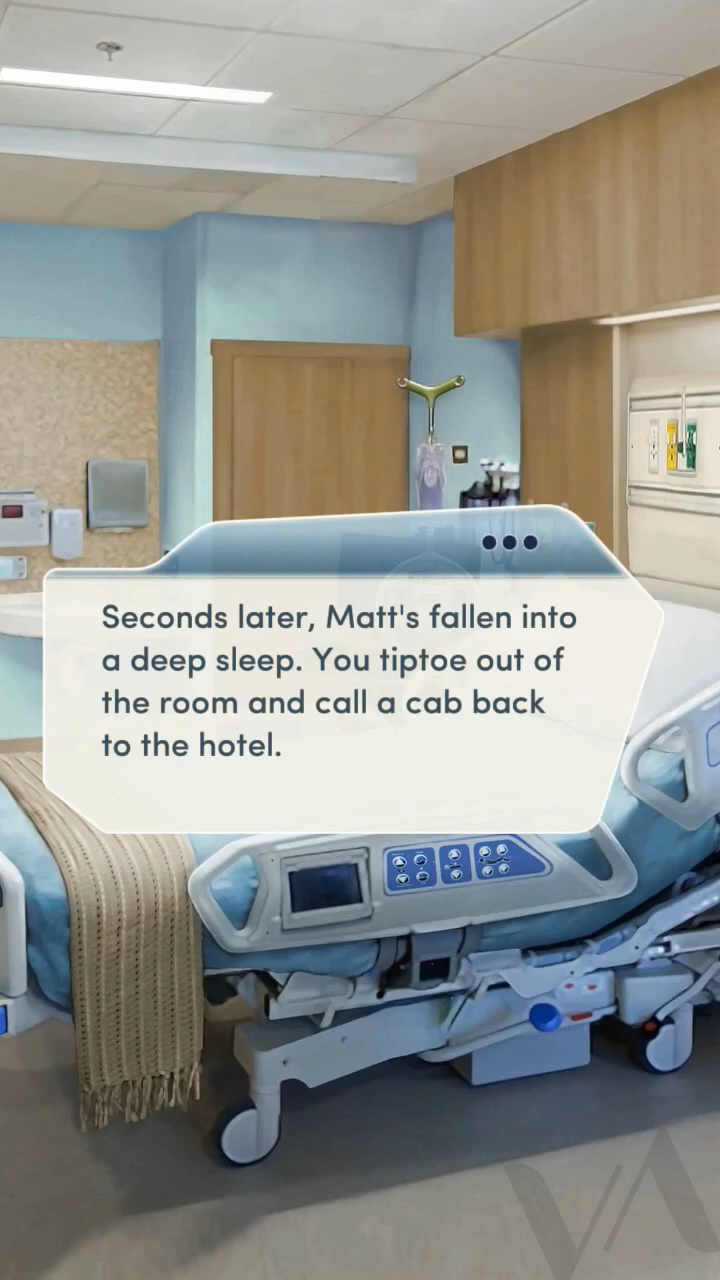 Seconds later, Matt's fallen into
a deep sleep. You tiptoe out of
the room and call a cab back
to the hotel.
VA